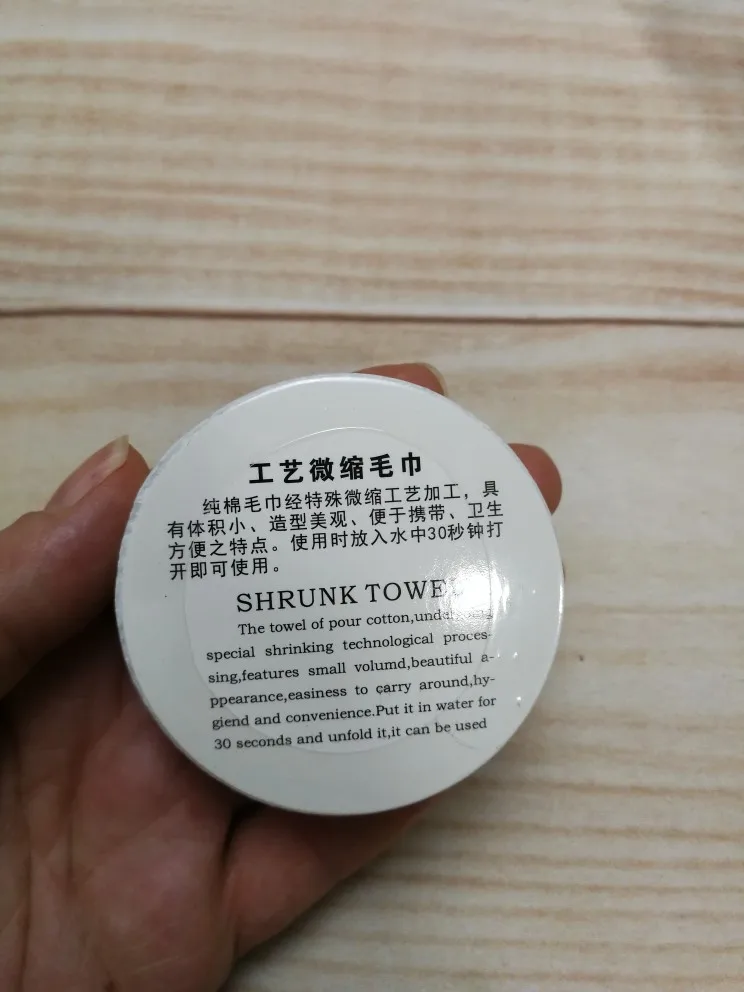 工艺微缩毛巾
纯棉毛巾经特殊微缩工艺加工，具
有体积小、造型美观、便于携带、卫生
方便之特点。使用时放入水中30秒钟打
开即可使用。
SHRUNK TOWEL
The towel of pour cotton,undergoing
special shrinking technological proces-
sing,features small volumd,beautiful a-
ppearance,easiness to carry around,hy-
giend and convenience.Put it in water for
30 seconds and unfold it,it can be used